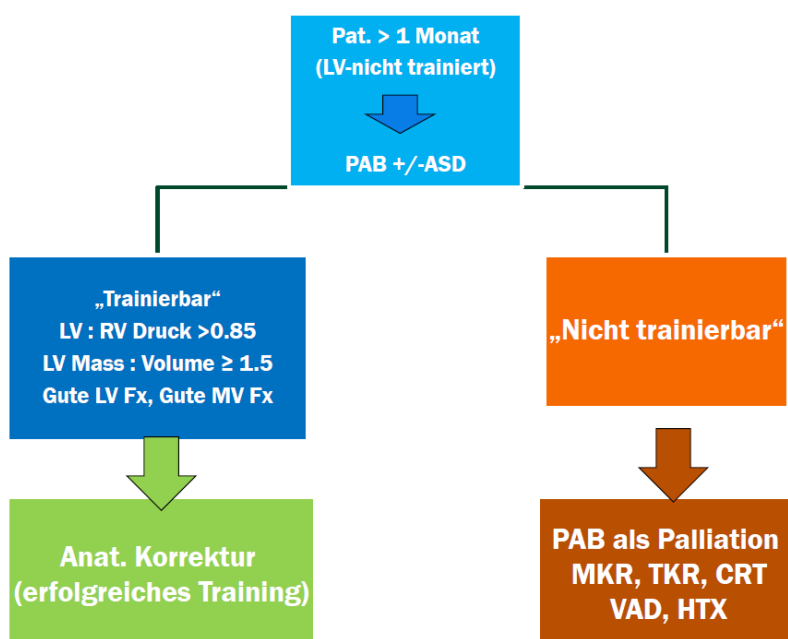 Pat. > 1 Monat
(LV-nicht trainiert)
PAB +/-ASD
„Trainierbar“
LV : RV Druck >0.85
LV Mass : Volume ≥ 1.5
Gute LV Fx, Gute MV Fx
„Nicht trainierbar“
Anat. Korrektur
(erfolgreiches Training)
PAB als Palliation
MKR, TKR, CRT
VAD, HTX